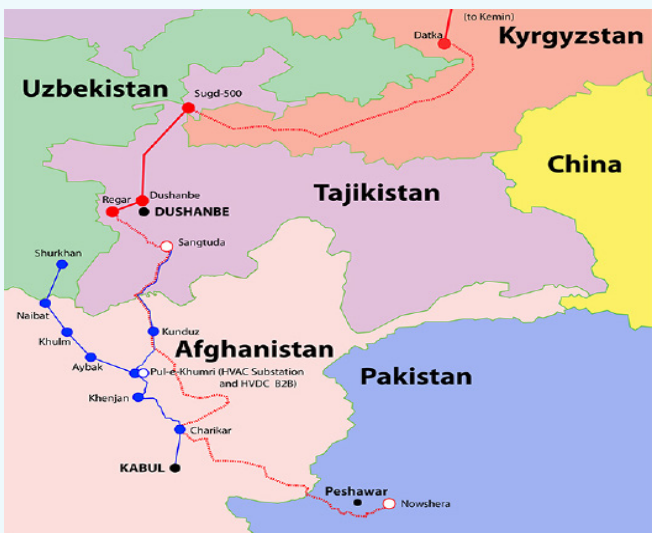 (to Kemin)
Datka
Kyrgyzstan
Uzbekistan
Sugd-500
China
Tajikistan
Dushanbe
Regar
DUSHANBE
Sangtuda
Shurkhan
Naibat
Kunduz
Khulm
Afghanistan
Aybak
Pul-e-Khumri (HVAC Substation
and HVDC B2B)
Pakistan
Khenjan
Charikar
KABUL
Peshawar
Nowshera